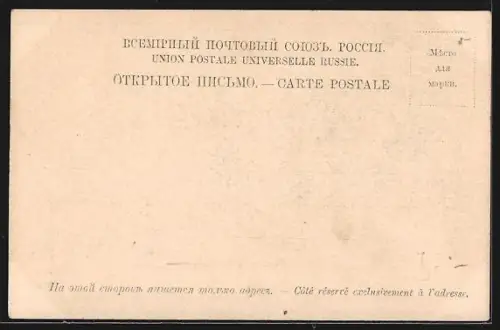 ВСЕМІРНЫЙ ПОЧТОВЫЙ СОЮЗЪ. РОССІЯ.
UNION POSTALE UNIVERSELLE RUSSIE.
ОТКРЫТОЕ ПИСЬМО. — CARTE POSTALE
Мѣсто
для
марки.
На этой сторонѣ пишется только адресъ. — Côté réservé exclusivement à l'adresse.